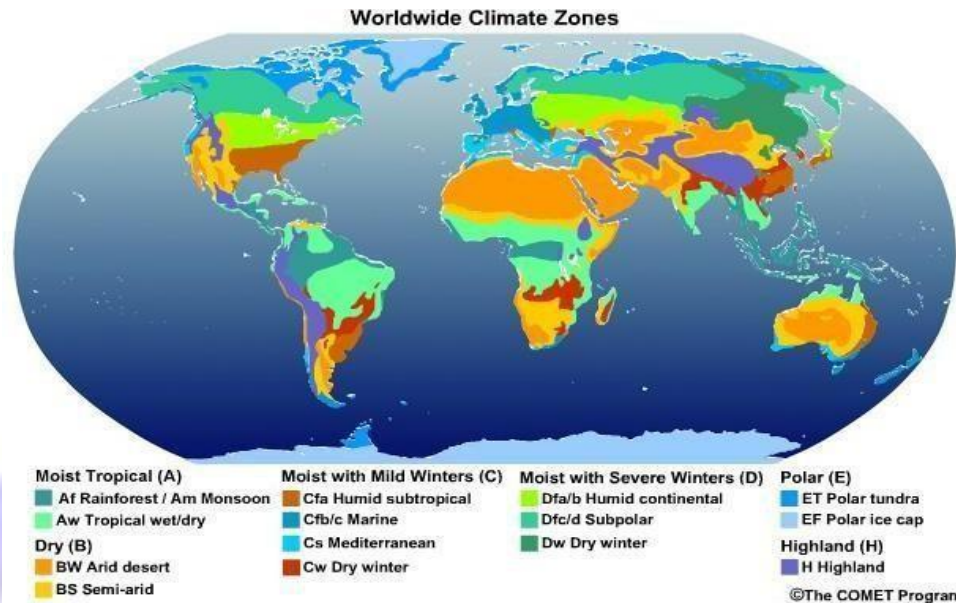 Worldwide Climate Zones
Moist Tropical (A)
Af Rainforest / Am Monsoon
Aw Tropical wet/dry
Dry (B)
BW Arid desert
BS Semi-arid
Moist with Mild Winters (C)
Cfa Humid subtropical
Cfb/c Marine
Cs Mediterranean
Cw Dry winter
Moist with Severe Winters (D)
Dfa/b Humid continental
Dfc/d Subpolar
Dw Dry winter
Polar (E)
ET Polar tundra
EF Polar ice cap
Highland (H)
H Highland
©The COMET Program